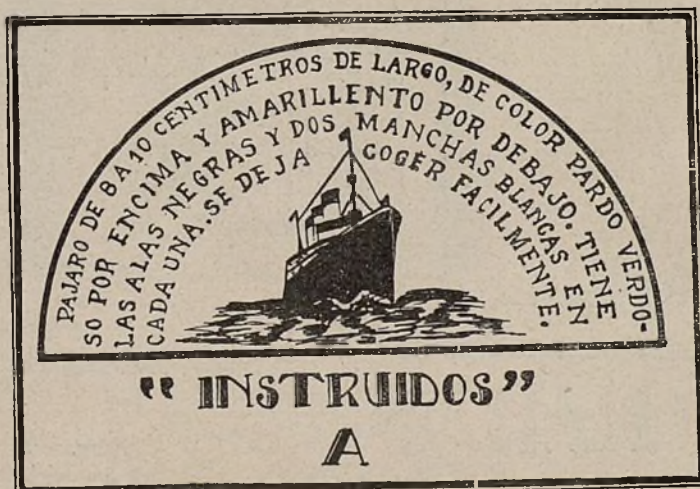 PAJARO DE 8 A 10 CENTIMETROS DE LARGO, DE COLOR PARDO VERDO-
SO POR ENCIMA Y AMARILLENTO POR DEBAJO. TIENE
LAS ALAS NEGRAS Y DOS MANCHAS BLANCAS EN
CADA UNA. SE DEJA COGER FACILMENTE.
" INSTRUIDOS "
A